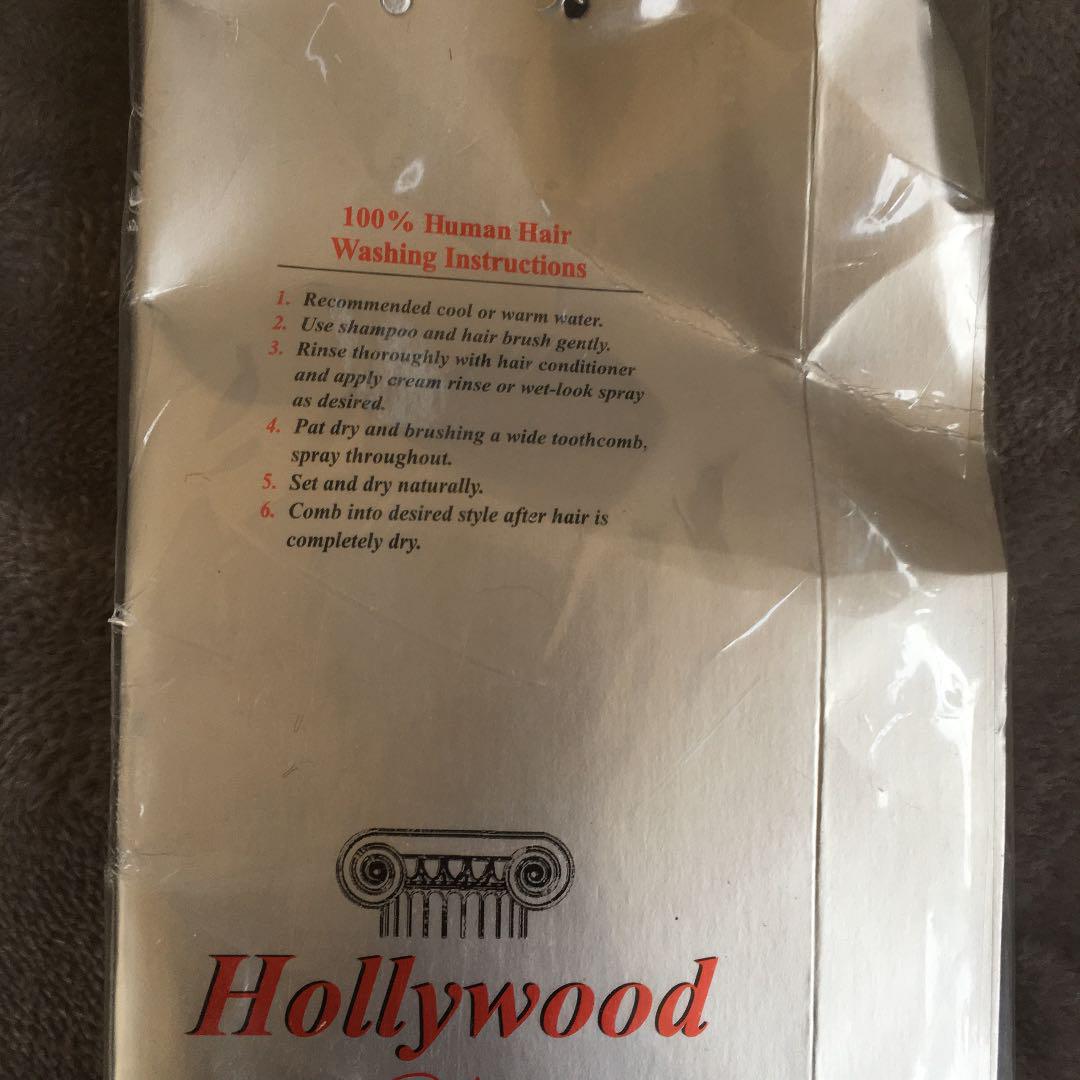 100% Human Hair
Washing Instructions
1. Recommended cool or warm water.
2. Use shampoo and hair brush gently.
3. Rinse thoroughly with hair conditioner
and apply cream rinse or wet-look spray
as desired.
4. Pat dry and brushing a wide toothcomb,
spray throughout.
5. Set and dry naturally.
6. Comb into desired style after hair is
completely dry.
Hollywood